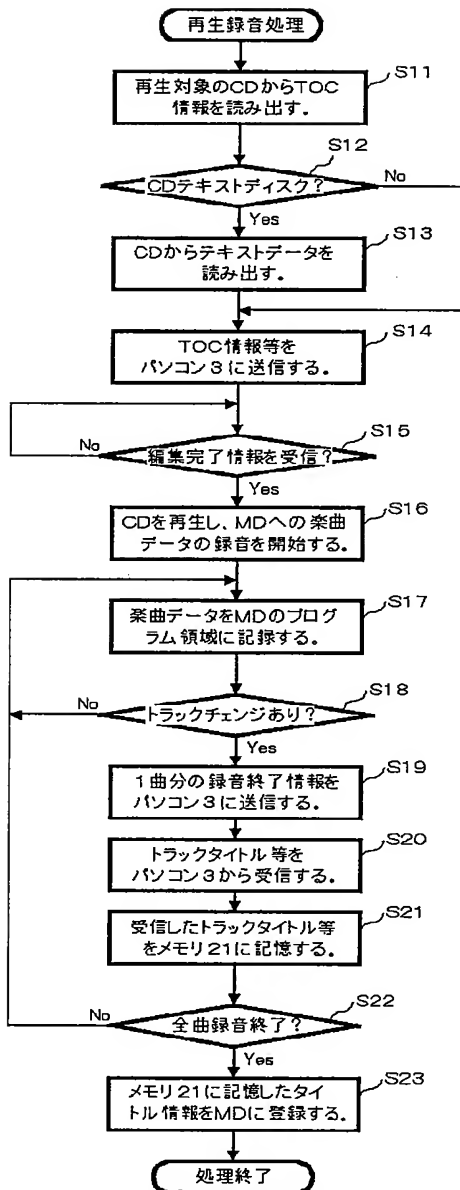 再生録音処理
S11
再生対象のCDからTOC
情報を読み出す。
S12
CDテキストディスク？
No
Yes
S13
CDからテキストデータを
読み出す。
S14
TOC情報等を
パソコン3に送信する。
S15
No
編集完了情報を受信？
Yes
S16
CDを再生し、MDへの楽曲
データの録音を開始する。
S17
楽曲データをMDのプログ
ラム領域に記録する。
S18
No
トラックチェンジあり？
Yes
S19
1曲分の録音終了情報を
パソコン3に送信する。
S20
トラックタイトル等を
パソコン3から受信する。
S21
受信したトラックタイトル等
をメモリ21に記憶する。
S22
No
全曲録音終了？
Yes
S23
メモリ21に記憶したタイ
トル情報をMDに登録する。
処理終了